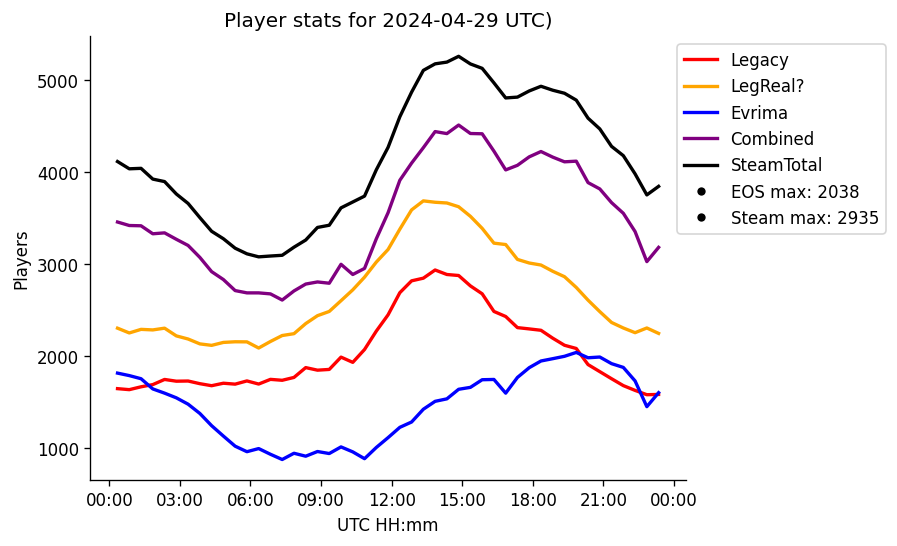 Player stats for 2024-04-29 UTC)
Legacy
LegReal?
Evrima
Combined
SteamTotal
EOS max: 2038
Steam max: 2935
Players
5000
4000
3000
2000
1000
00:00 03:00 06:00 09:00 12:00 15:00 18:00 21:00 00:00
UTC HH:mm